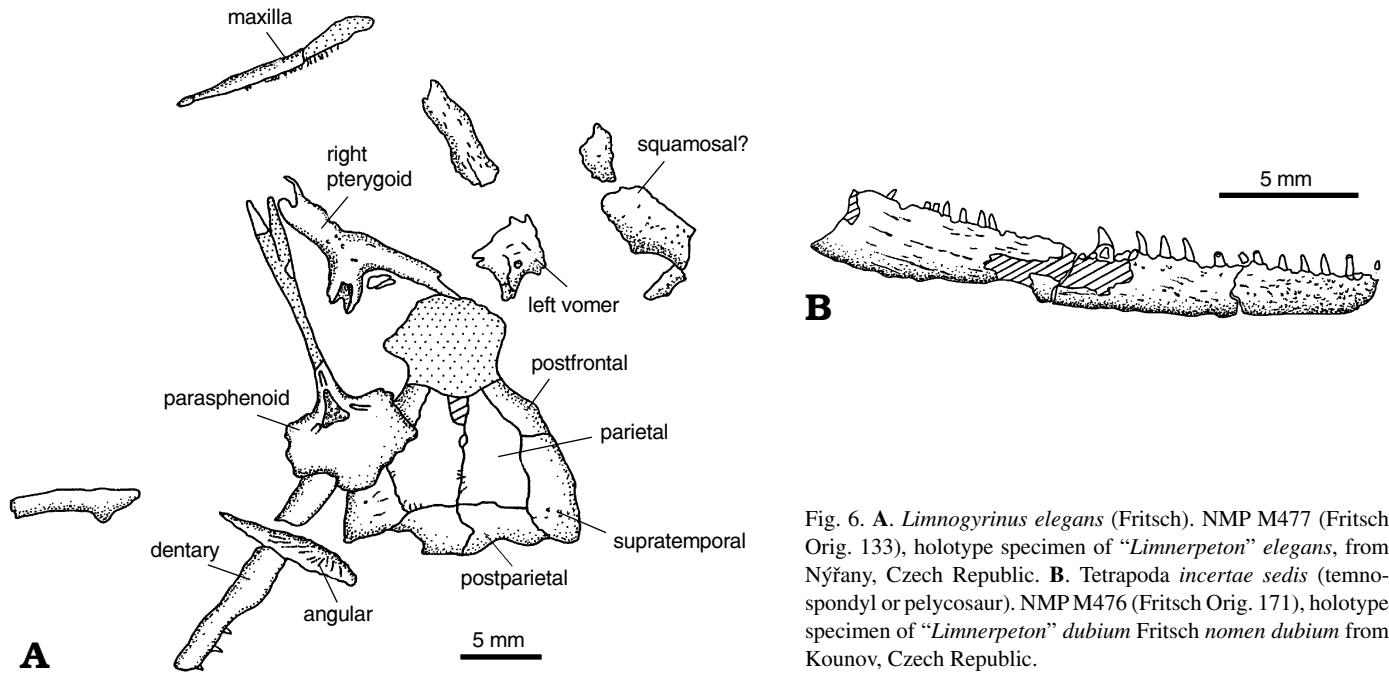 maxilla
right
pterygoid
squamosal?
left vomer
postfrontal
parasphenoid
parietal
dentary
supratemporal
postparietal
angular
5 mm
A
5 mm
B
Fig. 6. A. Limnogyrinus elegans (Fritsch). NMP M477 (Fritsch
Orig. 133), holotype specimen of “Limnerpeton” elegans, from
Nýřany, Czech Republic. B. Tetrapoda incertae sedis (temno-
spondyl or pelycosaur). NMP M476 (Fritsch Orig. 171), holotype
specimen of “Limnerpeton” dubium Fritsch nomen dubium from
Kounov, Czech Republic.